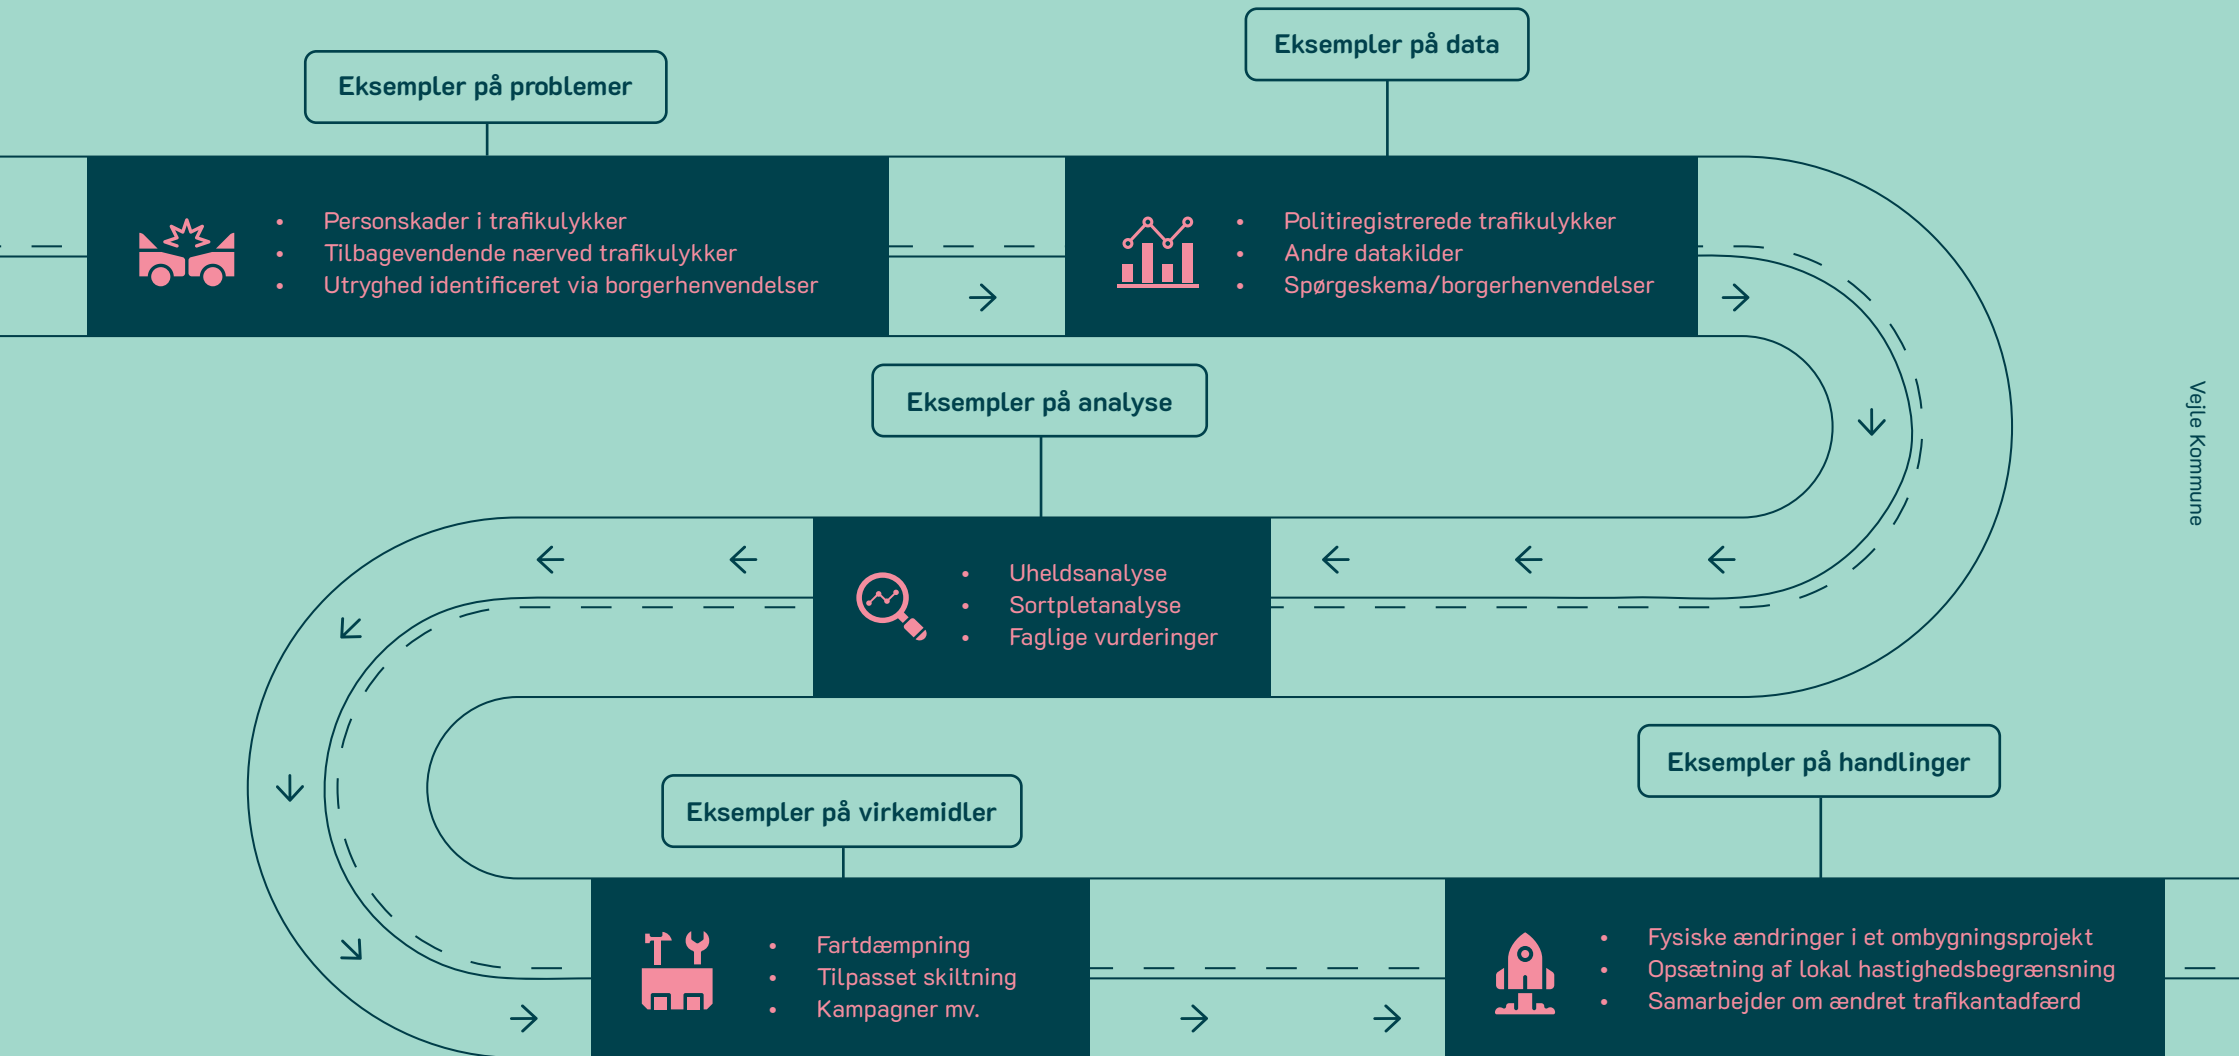 Eksempler på problemer
• Personskader i trafikulykker
• Tilbagevendende nærved trafikulykker
• Utryghed identificeret via borgerhenvendelser
Eksempler på data
• Politiregistrerede trafikulykker
• Andre datakilder
• Spørgeskema/borgerhenvendelser
Eksempler på analyse
• Uheldsanalyse
• Sortpletanalyse
• Faglige vurderinger
Eksempler på virkemidler
• Fartdæmpning
• Tilpasset skiltning
• Kampagner mv.
Eksempler på handlinger
• Fysiske ændringer i et ombygningsprojekt
• Opsætning af lokal hastighedsbegrænsning
• Samarbejder om ændret trafikantadfærd
Vejle Kommune